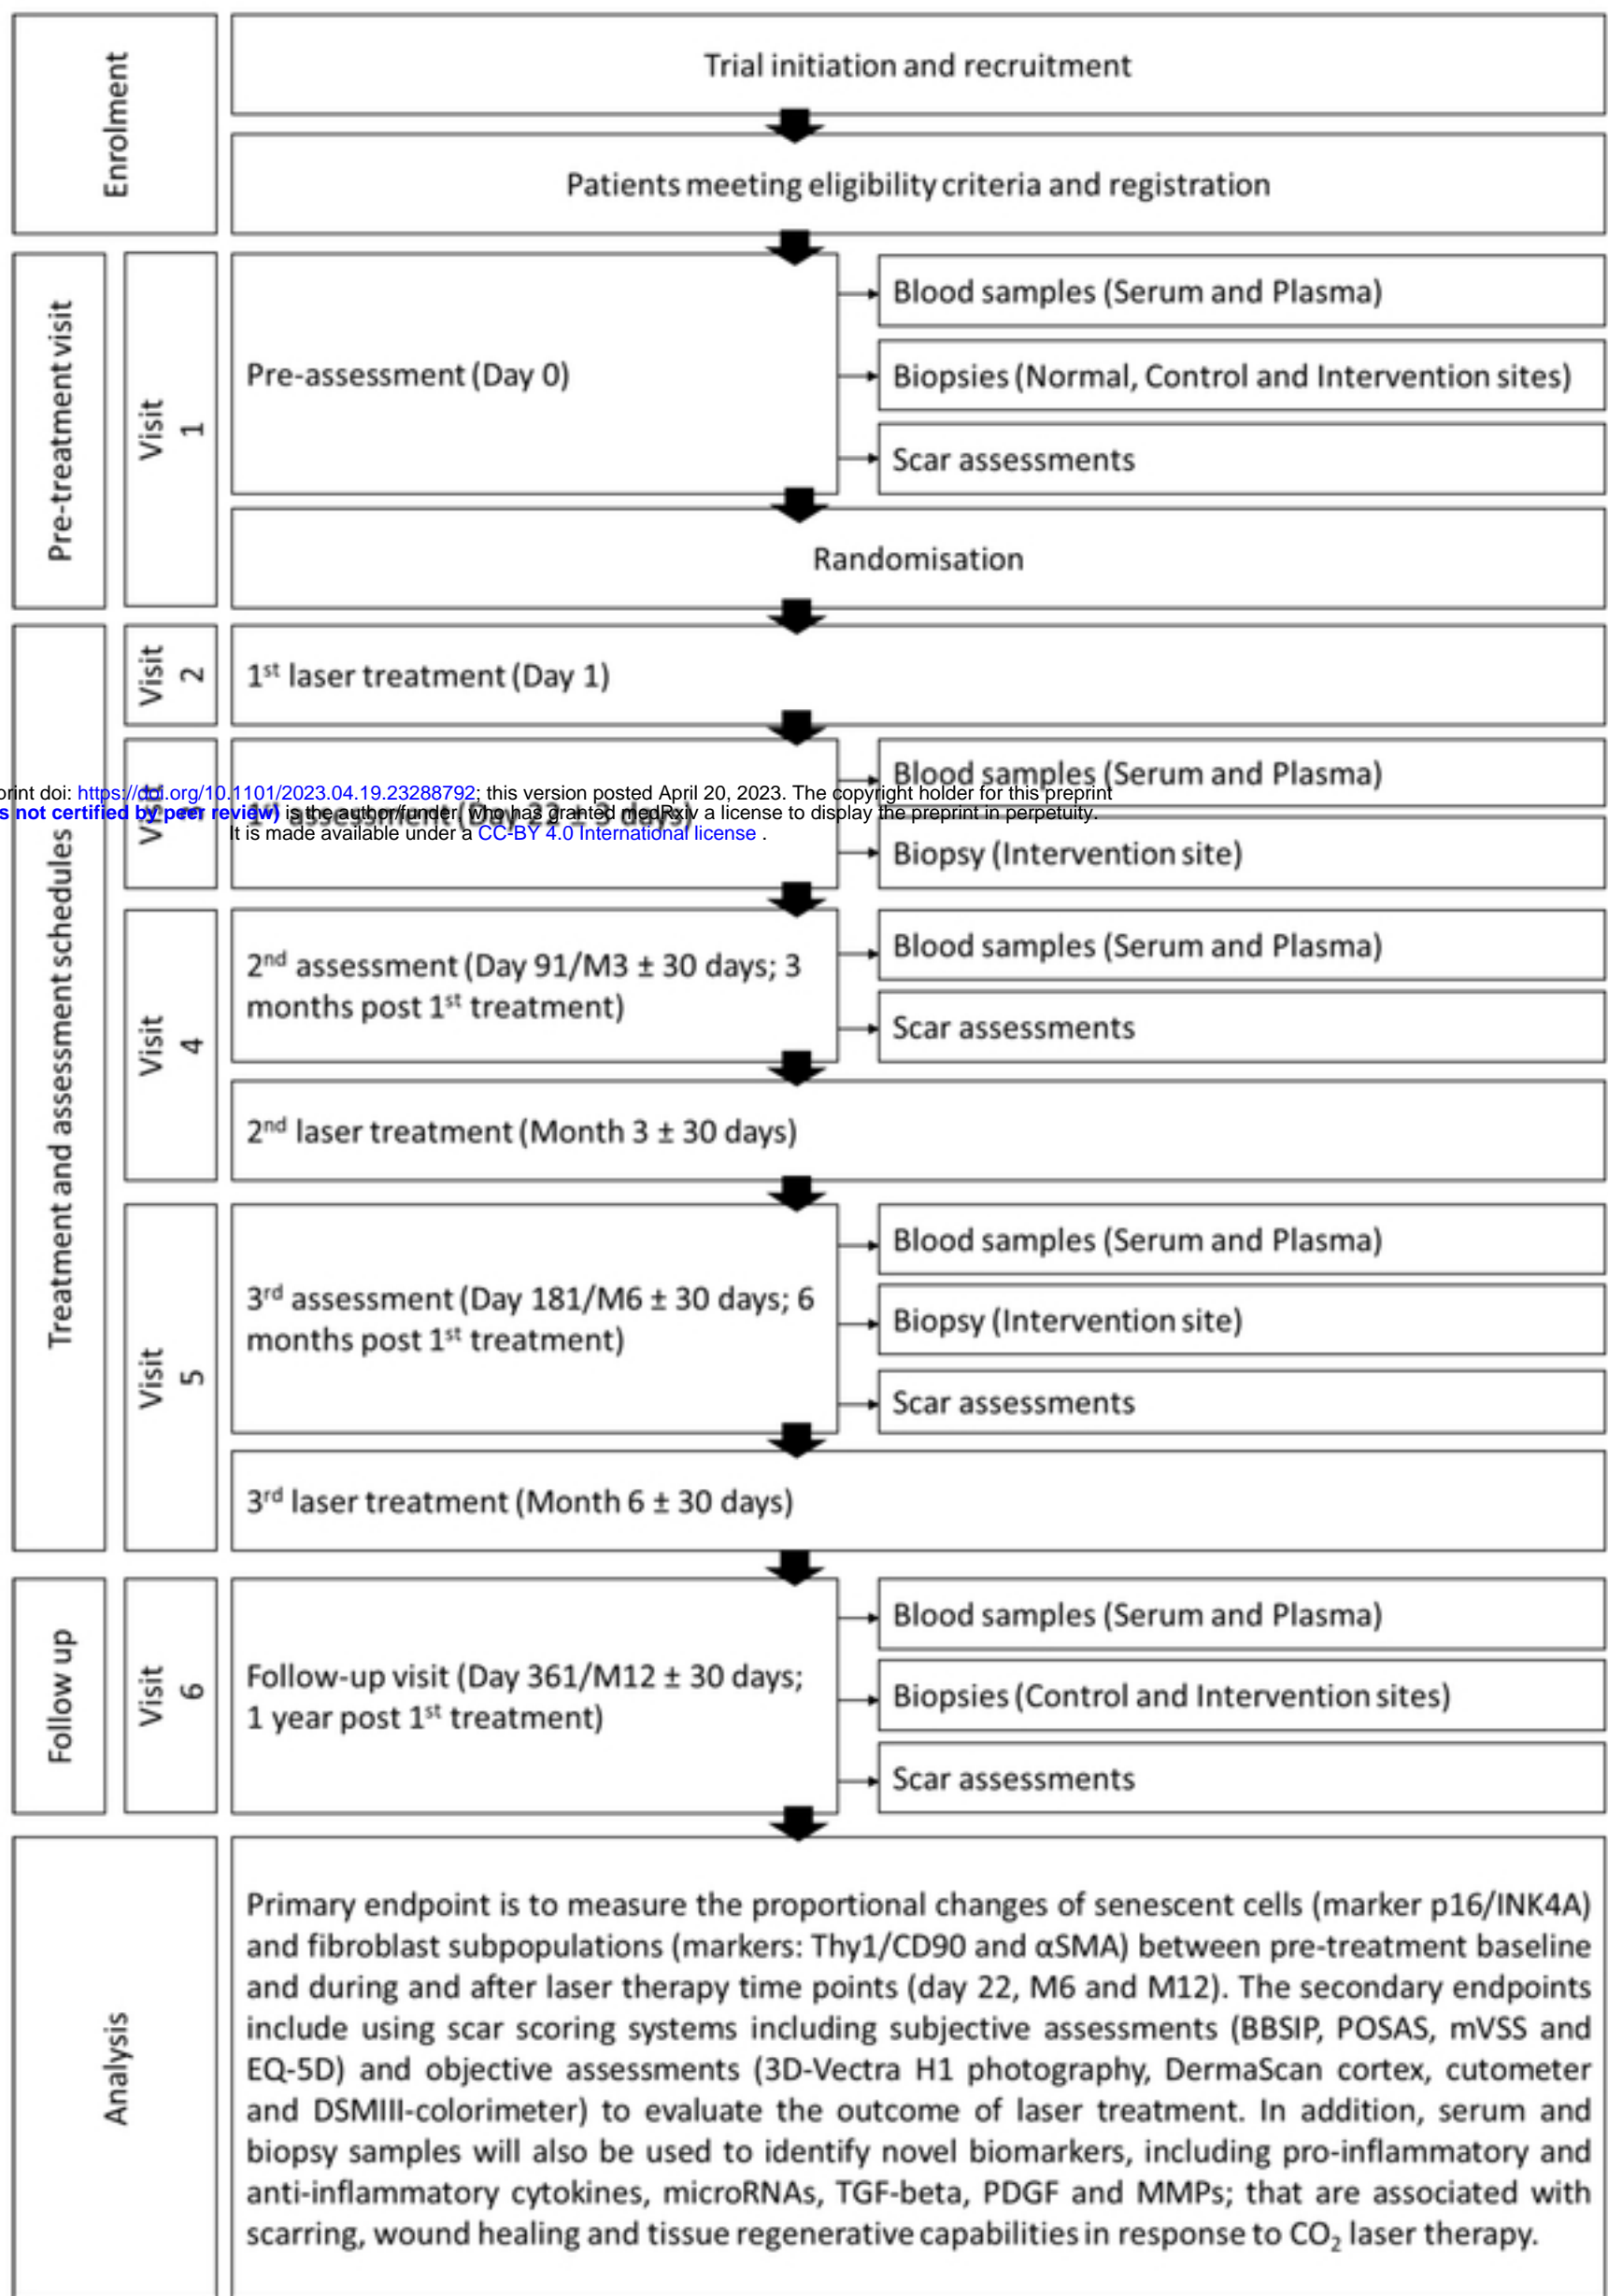 Enrolment
Trial initiation and recruitment
Patients meeting eligibility criteria and registration
Pre-treatment visit
Visit
1
Pre-assessment (Day 0)
Blood samples (Serum and Plasma)
Biopsies (Normal, Control and Intervention sites)
Scar assessments
Randomisation
Treatment and assessment schedules
Visit
2
1st laser treatment (Day 1)
Visit
3
1st assessment (Day 22 ± 3 days)
Blood samples (Serum and Plasma)
Biopsy (Intervention site)
rint doi: https://doi.org/10.1101/2023.04.19.23288792; this version posted April 20, 2023. The copyright holder for this preprint
s not certified by peer review) is the author/funder, who has granted medRxiv a license to display the preprint in perpetuity.
It is made available under a CC-BY 4.0 International license .
Visit
4
2nd assessment (Day 91/M3 ± 30 days; 3
months post 1st treatment)
Blood samples (Serum and Plasma)
Scar assessments
2nd laser treatment (Month 3 ± 30 days)
Visit
5
3rd assessment (Day 181/M6 ± 30 days; 6
months post 1st treatment)
Blood samples (Serum and Plasma)
Biopsy (Intervention site)
Scar assessments
3rd laser treatment (Month 6 ± 30 days)
Follow up
Visit
6
Follow-up visit (Day 361/M12 ± 30 days;
1 year post 1st treatment)
Blood samples (Serum and Plasma)
Biopsies (Control and Intervention sites)
Scar assessments
Analysis
Primary endpoint is to measure the proportional changes of senescent cells (marker p16/INK4A)
and fibroblast subpopulations (markers: Thy1/CD90 and αSMA) between pre-treatment baseline
and during and after laser therapy time points (day 22, M6 and M12). The secondary endpoints
include using scar scoring systems including subjective assessments (BBSIP, POSAS, mVSS and
EQ-5D) and objective assessments (3D-Vectra H1 photography, DermaScan cortex, cutometer
and DSMIII-colorimeter) to evaluate the outcome of laser treatment. In addition, serum and
biopsy samples will also be used to identify novel biomarkers, including pro-inflammatory and
anti-inflammatory cytokines, microRNAs, TGF-beta, PDGF and MMPs; that are associated with
scarring, wound healing and tissue regenerative capabilities in response to CO2 laser therapy.